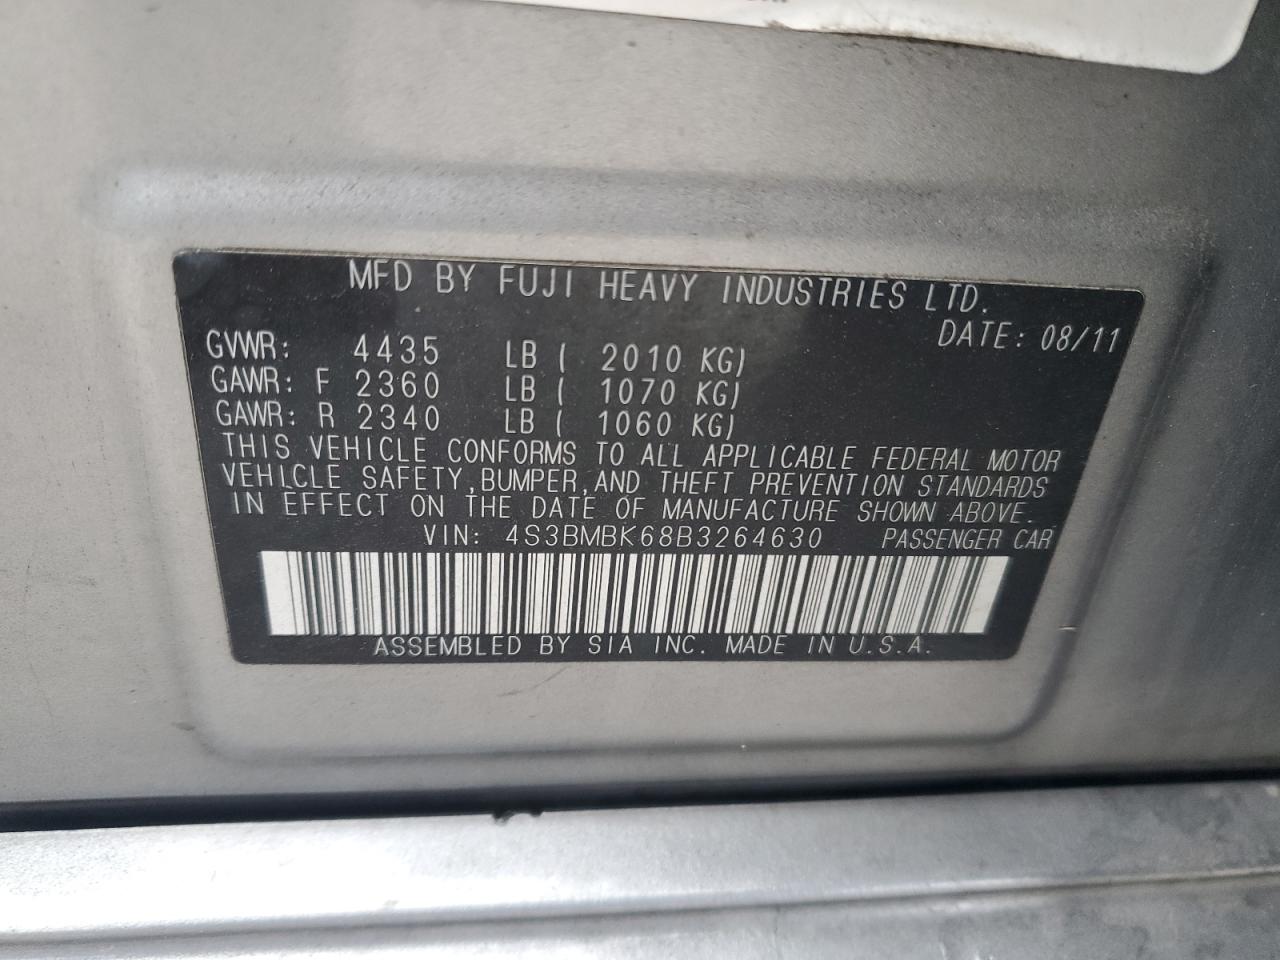 MFD BY FUJI HEAVY INDUSTRIES LTD.
DATE: 08/11
GVWR: 4435 LB ( 2010 KG)
GAWR: F 2360 LB ( 1070 KG)
GAWR: R 2340 LB ( 1060 KG)
THIS VEHICLE CONFORMS TO ALL APPLICABLE FEDERAL MOTOR
VEHICLE SAFETY,BUMPER,AND THEFT PREVENTION STANDARDS
IN EFFECT ON THE DATE OF MANUFACTURE SHOWN ABOVE.
VIN: 4S3BMBK68B3264630 PASSENGER CAR
ASSEMBLED BY SIA INC. MADE IN U.S.A.